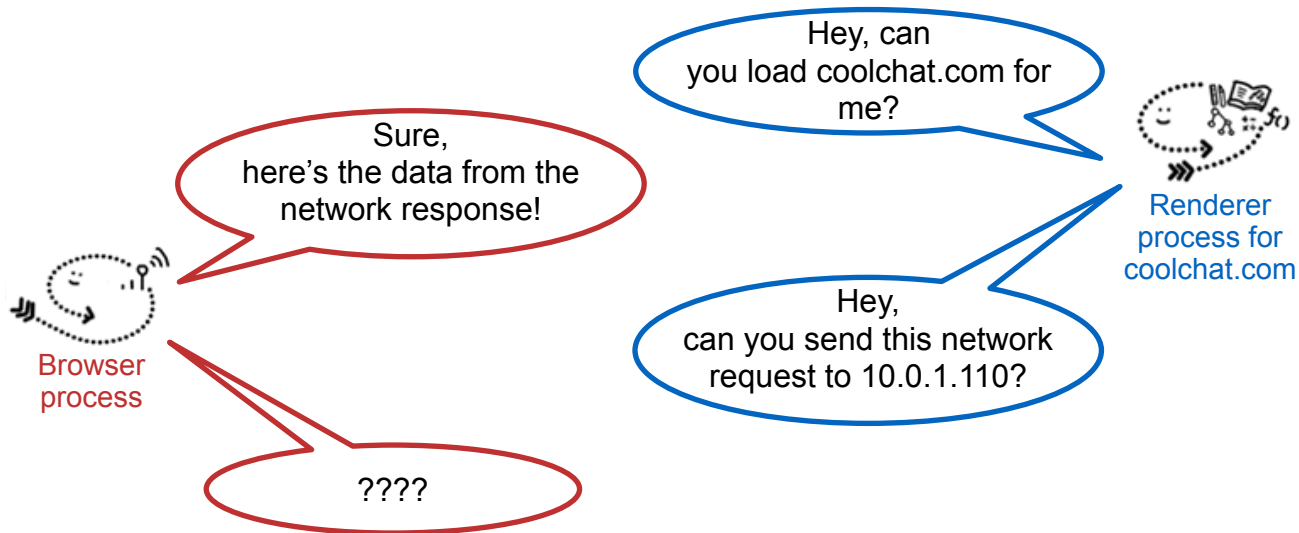 Hey, can
you load coolchat.com for
me?
Sure,
here’s the data from the
network response!
Renderer
process for
coolchat.com
Hey,
can you send this network
request to 10.0.1.110?
Browser
process
????
f()